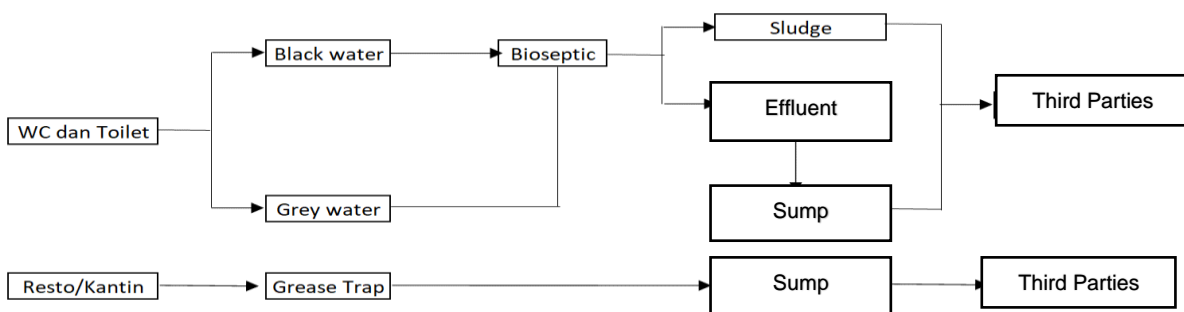 Sludge
Black water
Bioseptic
Effluent
Third Parties
WC dan Toilet
Grey water
Sump
Resto/Kantin
Grease Trap
Sump
Third Parties